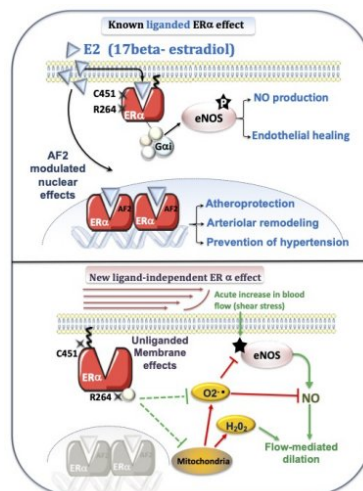 Known liganded ERα effect
E2 (17beta- estradiol)
C451
R264
ERα
Gαi
eNOS
P
NO production
Endothelial healing
AF2
modulated
nuclear
effects
ERα
AF2
ERα
AF2
Atheroprotection
Arteriolar remodeling
Prevention of hypertension
New ligand-independent ER α effect
Acute increase in blood
flow (shear stress)
C451
ERα
R264
Unliganded
Membrane
effects
eNOS
O2⁻•
NO
H₂O₂
Flow-mediated
dilation
Mitochondria
ERα
ERα